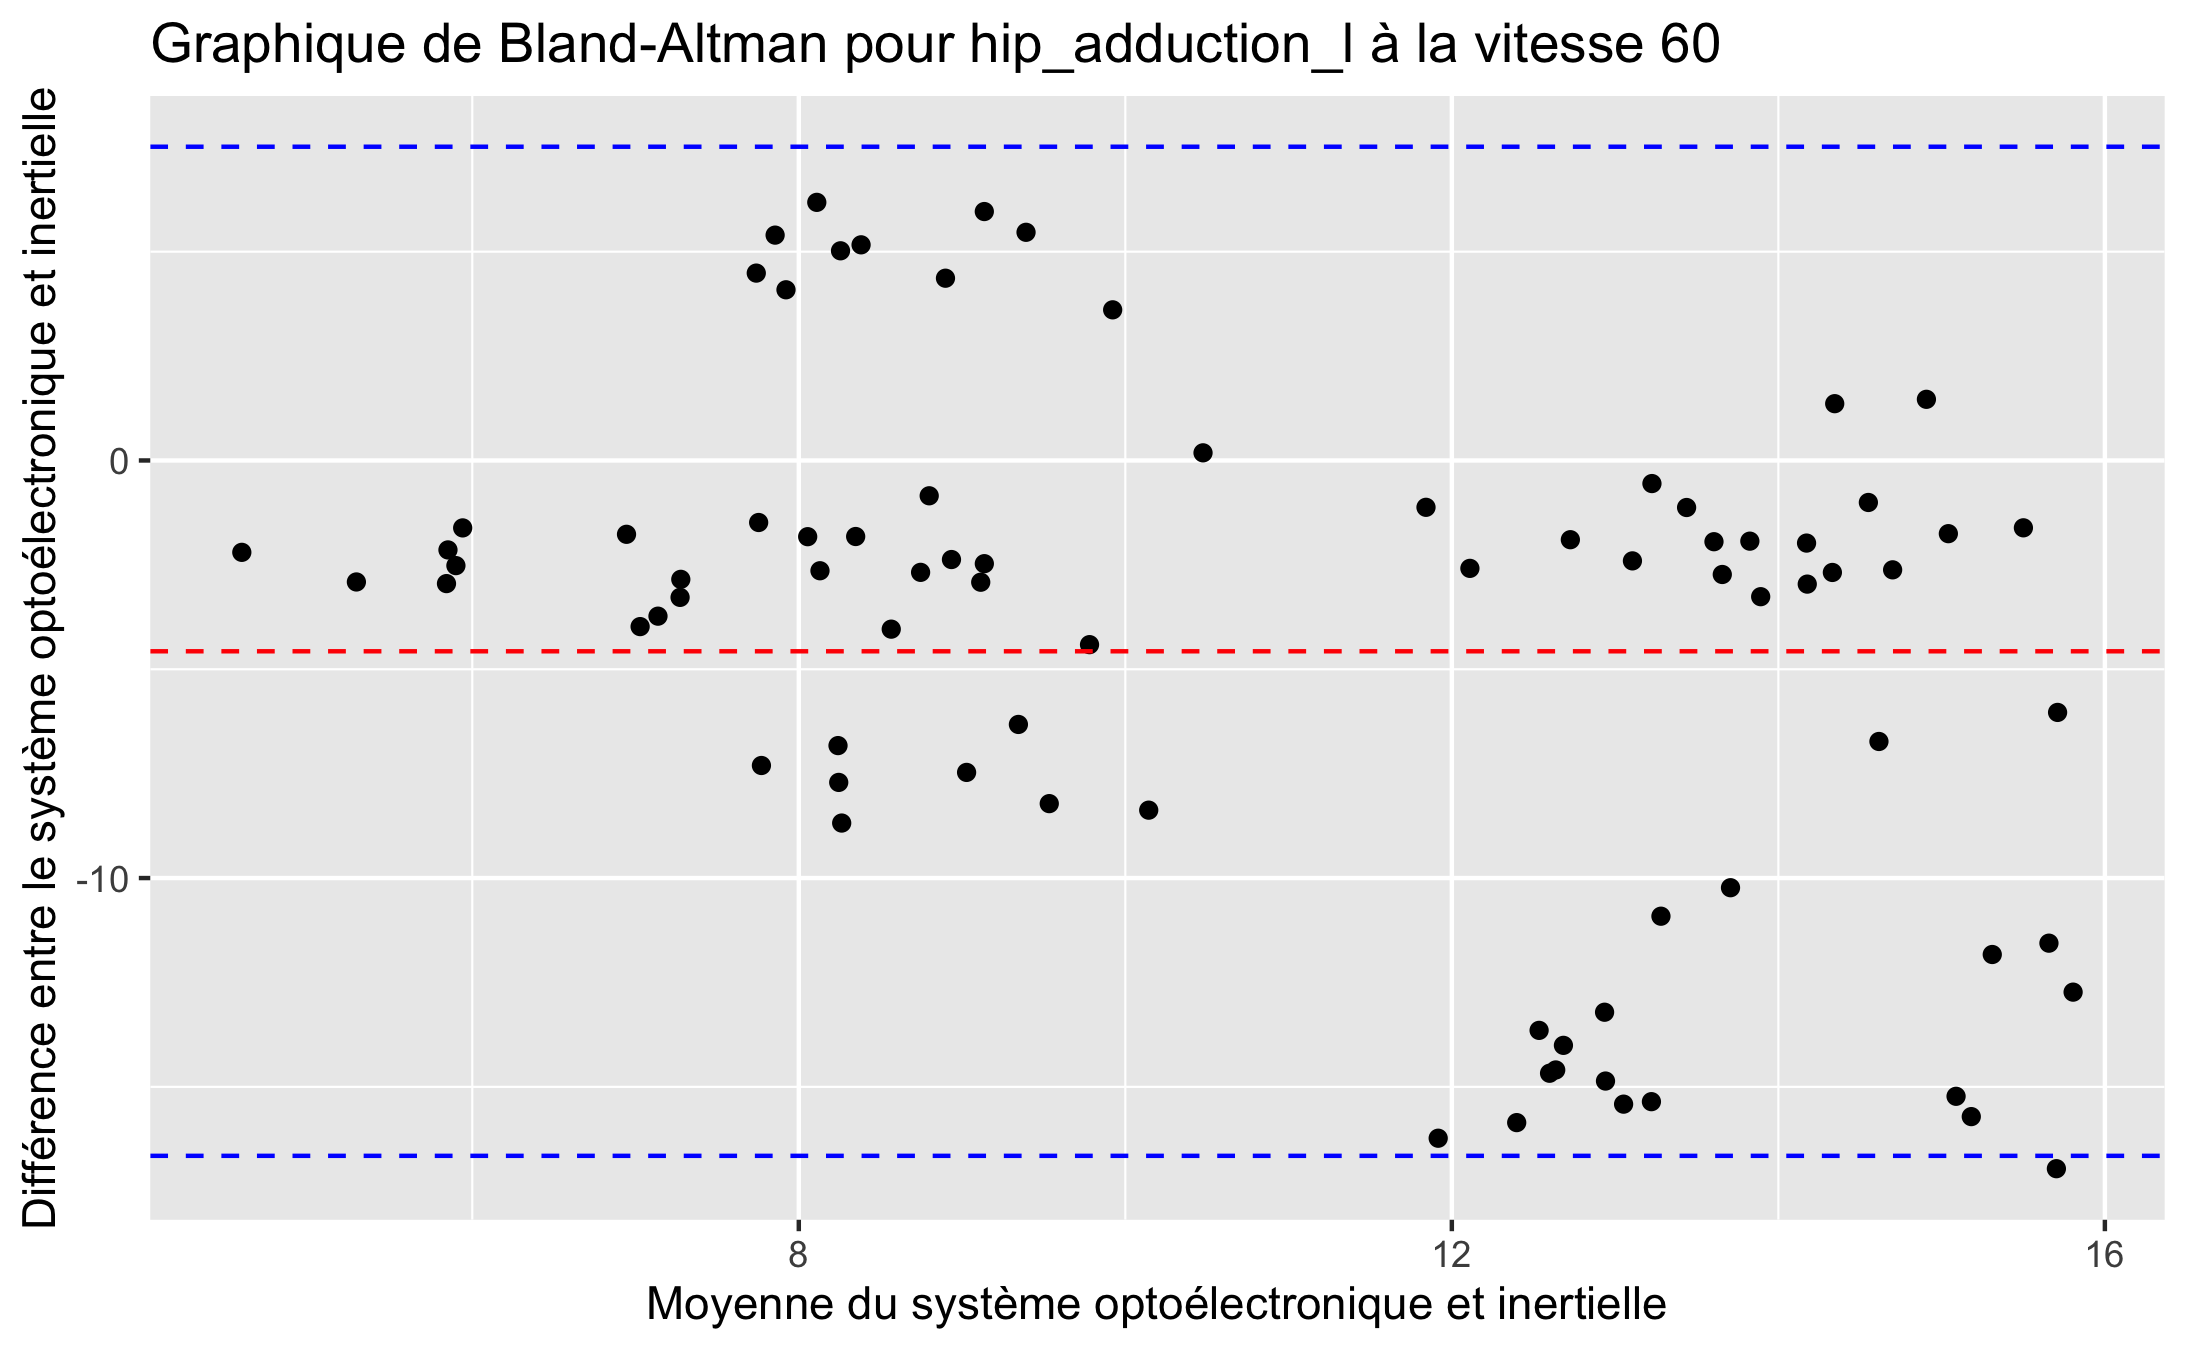 Graphique de Bland-Altman pour hip_adduction_l à la vitesse 60
Différence entre le système optoélectronique et inertielle
0
-10
8
12
16
Moyenne du système optoélectronique et inertielle